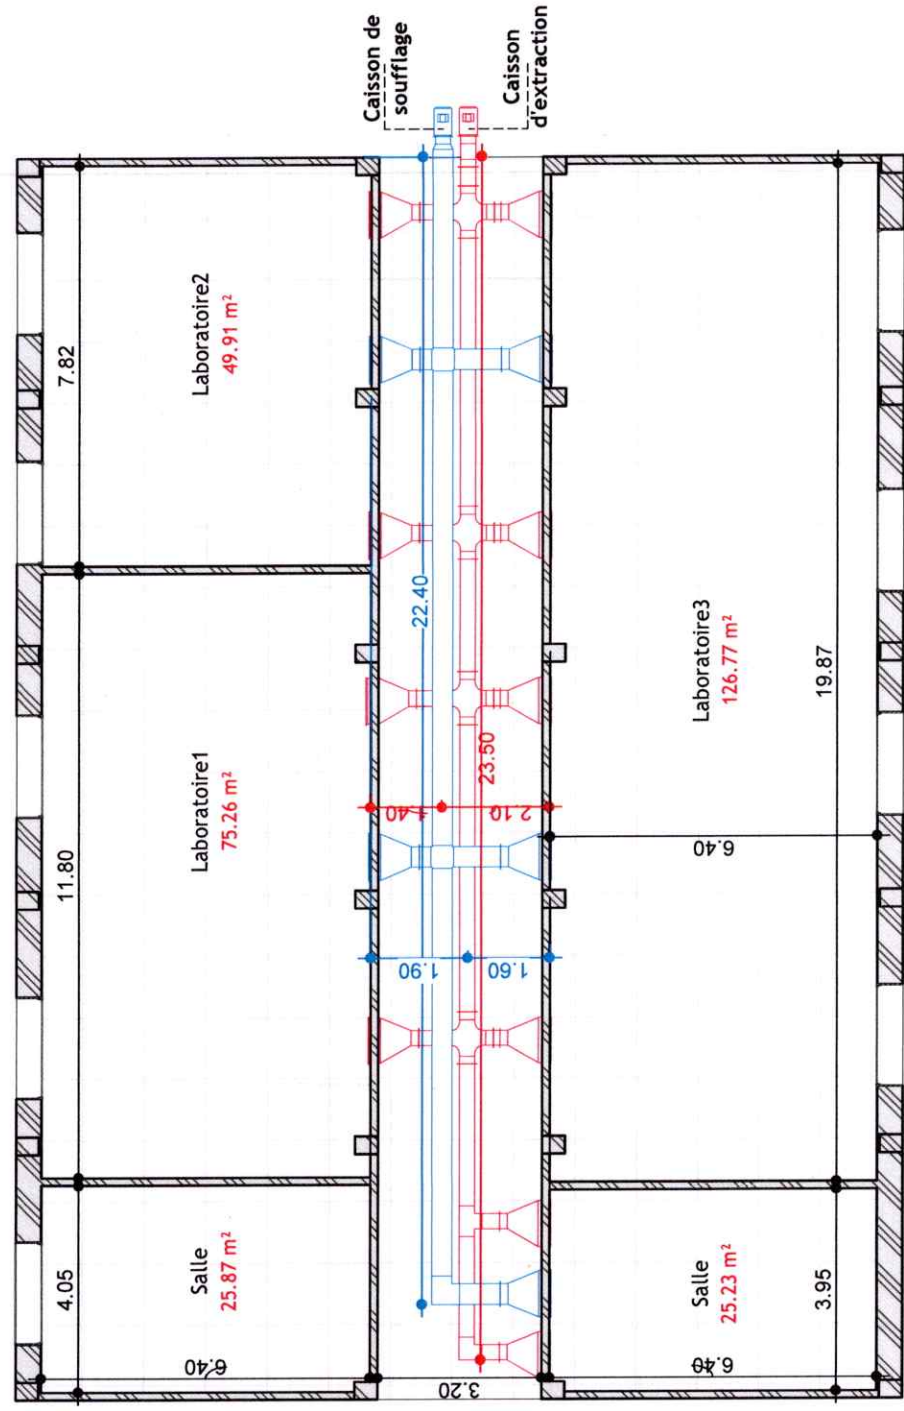 Caisson de
soufflage
Caisson
d'extraction
7.82
Laboratoire2
49.91 m²
11.80
Laboratoire1
75.26 m²
4.05
Salle
25.87 m²
6.40
22.40
23.50
1.40
2.10
1.90
1.60
3.20
Laboratoire3
126.77 m²
19.87
6.40
Salle
25.23 m²
3.95
6.40